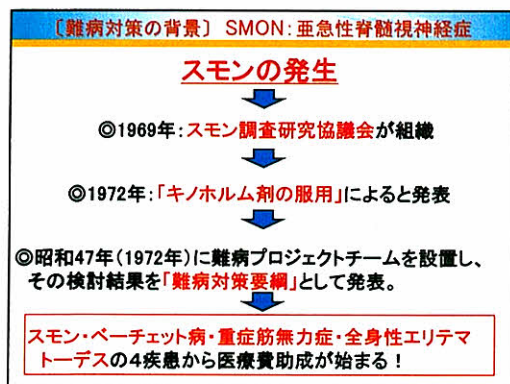 〔難病対策の背景〕 SMON:亜急性脊髄視神経症
スモンの発生
◎1969年:スモン調査研究協議会が組織
◎1972年:「キノホルム剤の服用」によると発表
◎昭和47年(1972年)に難病プロジェクトチームを設置し、
その検討結果を「難病対策要綱」として発表。
スモン・ベーチェット病・重症筋無力症・全身性エリテマ
トーデスの4疾患から医療費助成が始まる!